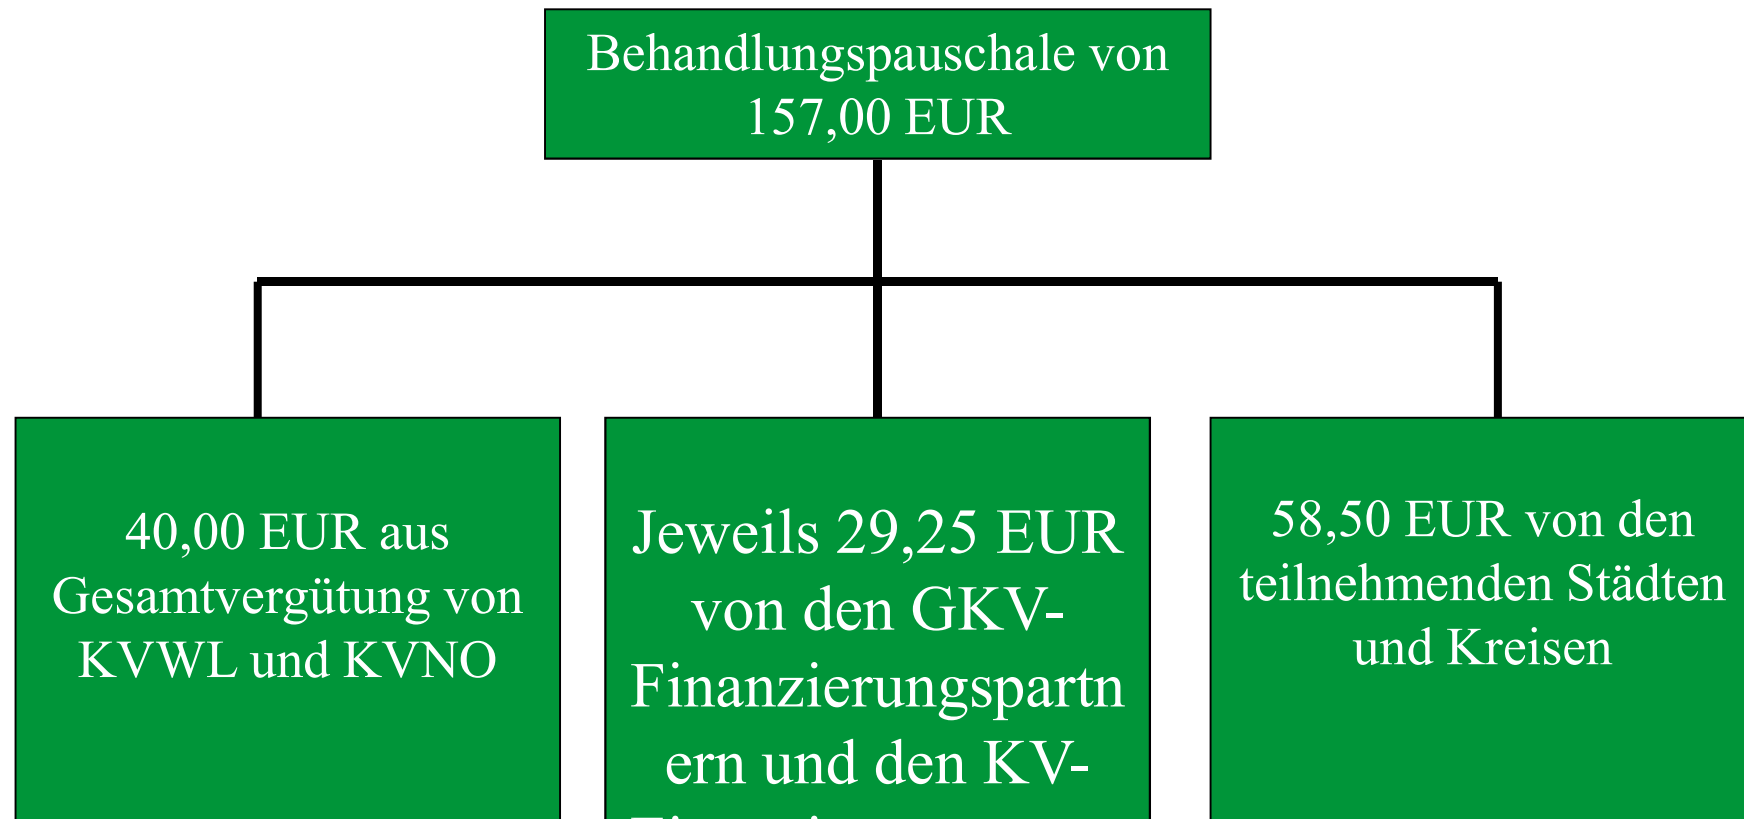 Behandlungspauschale von
157,00 EUR
40,00 EUR aus
Gesamtvergütung von
KVWL und KVNO
Jeweils 29,25 EUR
von den GKV-
Finanzierungspartn
ern und den KV-
58,50 EUR von den
teilnehmenden Städten
und Kreisen